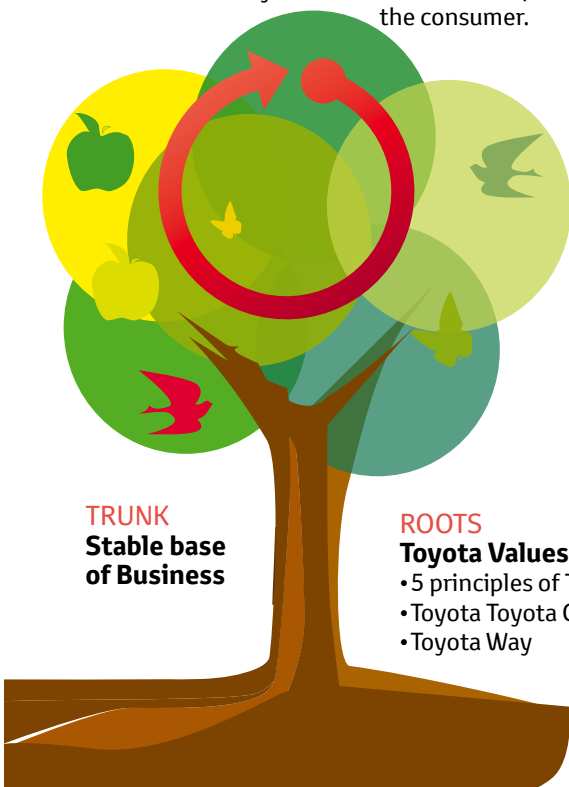 the consumer.
TRUNK
Stable base
of Business
ROOTS
Toyota Values
•5 principles of
•Toyota Toyota
•Toyota Way